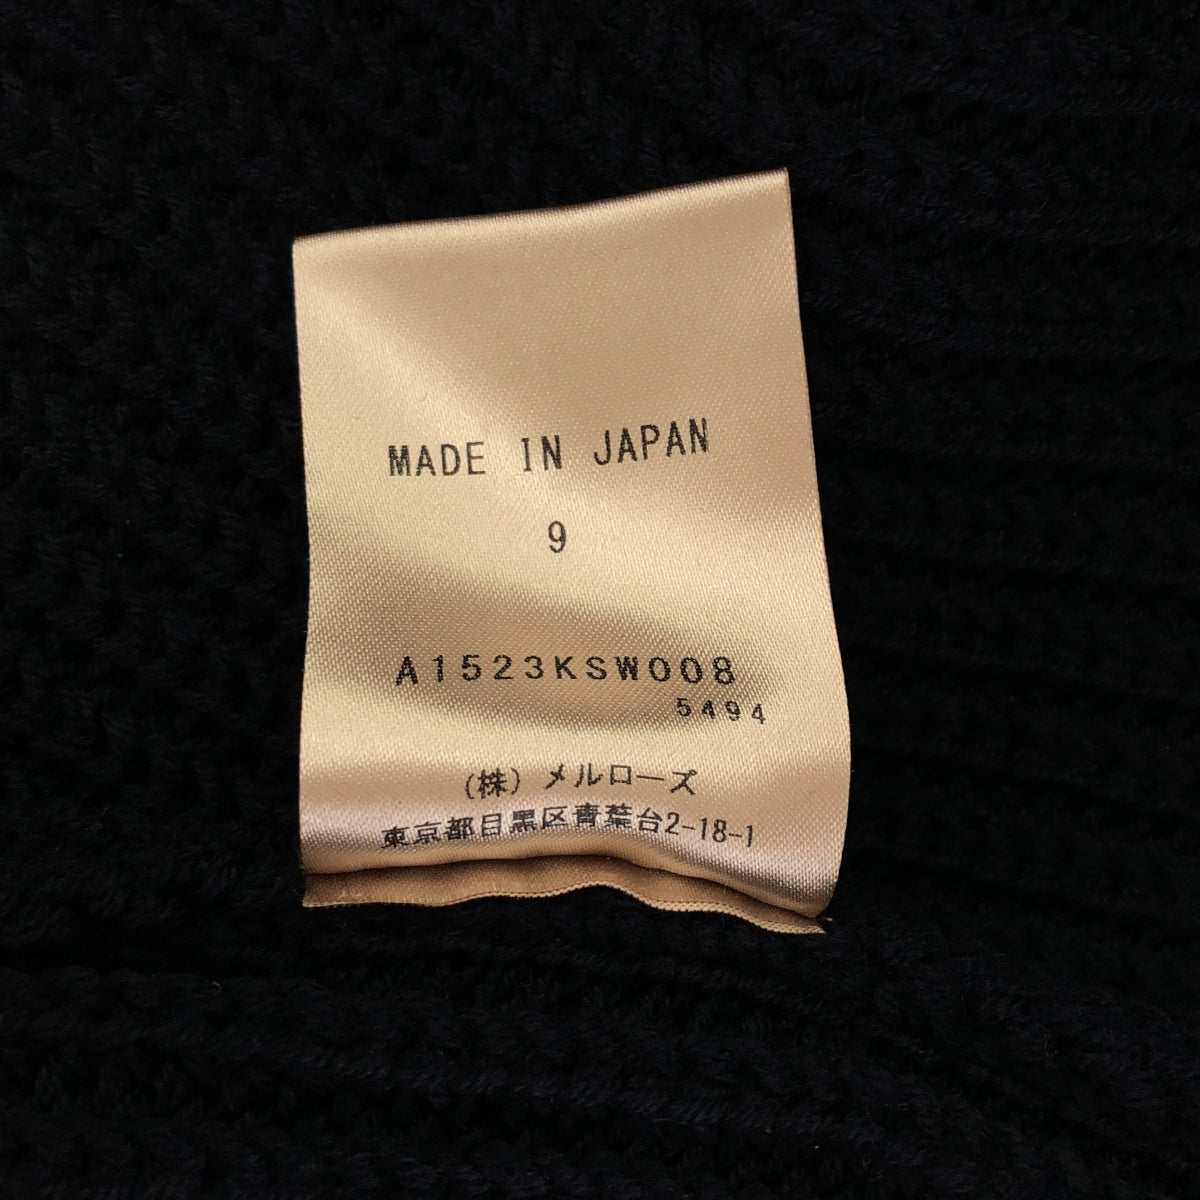 MADE IN JAPAN
9
A1523KSW008
5494
(株) メルローズ
東京都目黒区青葉台2-18-1